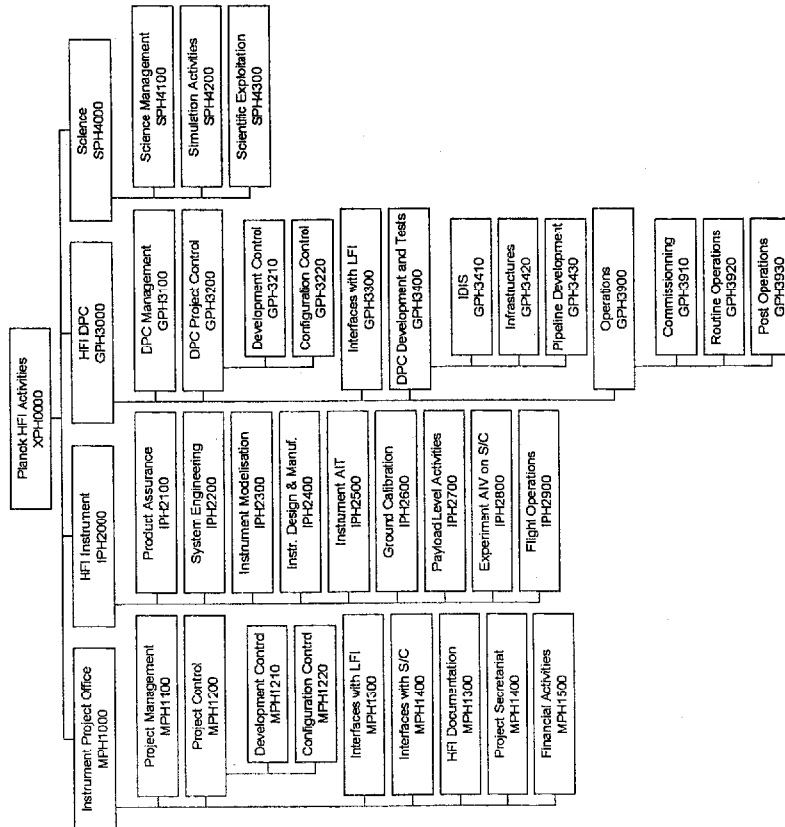 Planck HFI Activities
XPH0000
Instrument Project Office
MPH1000
Project Management
MPH1100
Project Control
MPH1200
Development Control
MPH1210
Configuration Control
MPH1220
Interfaces with LFI
MPH1300
Interfaces with S/C
MPH1400
HFI Documentation
MPH1300
Project Secretariat
MPH1400
Financial Activities
MPH1500
HFI Instrument
IPH2000
Product Assurance
IPH2100
System Engineering
IPH2200
Instrument Modelisation
IPH2300
Instr. Design & Manuf.
IPH2400
Instrument AIT
IPH2500
Ground Calibration
IPH2600
Payload Level Activities
IPH2700
Experiment AIV on S/C
IPH2800
Flight Operations
IPH2900
HFI DPC
GPH3000
DPC Management
GPH3100
DPC Project Control
GPH3200
Development Control
GPH3210
Configuration Control
GPH3220
Interfaces with LFI
GPH3300
DPC Development and Tests
GPH3400
IDIS
GPH3410
Infrastructures
GPH3420
Pipeline Development
GPH3430
Operations
GPH3900
Commissionning
GPH3910
Routine Operations
GPH3920
Post Operations
GPH3930
Science
SPH4000
Science Management
SPH4100
Simulation Activities
SPH4200
Scientific Exploitation
SPH4300